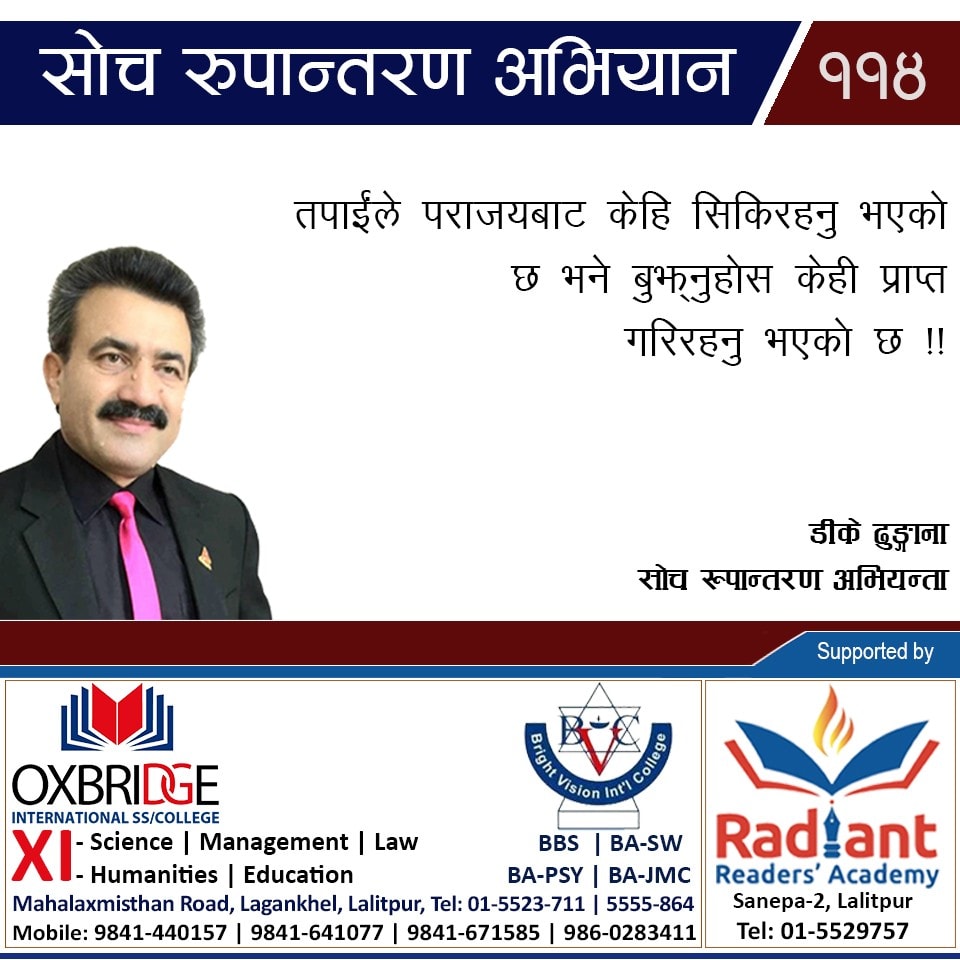 सोच रुपान्तरण अभियान ११४
तपाईंले पराजयबाट केहि सिकिरहनु भएको
छ भने बुझ्नुहोस केही प्राप्त
गरिरहनु भएको छ !!
डीके ढुङ्गाना
सोच रूपान्तरण अभियन्ता
Supported by
OXBRIDGE
INTERNATIONAL SS/COLLEGE
XI - Science | Management | Law
- Humanities | Education
BVC
Bright Vision Int'l College
BBS | BA-SW
BA-PSY | BA-JMC
Mahalaxmisthan Road, Lagankhel, Lalitpur, Tel: 01-5523-711 | 5555-864
Mobile: 9841-440157 | 9841-641077 | 9841-671585 | 986-0283411
Radiant
Readers' Academy
Sanepa-2, Lalitpur
Tel: 01-5529757